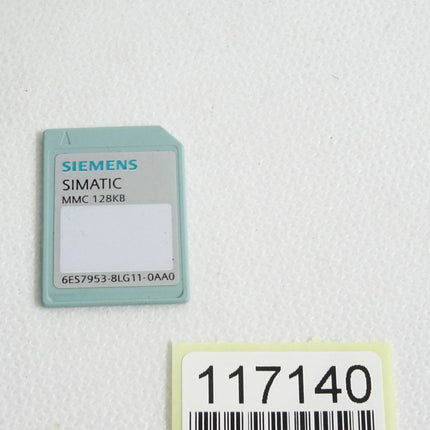 SIEMENS
SIMATIC
MMC 128KB
6ES7953-8LG11-0AA0
117140